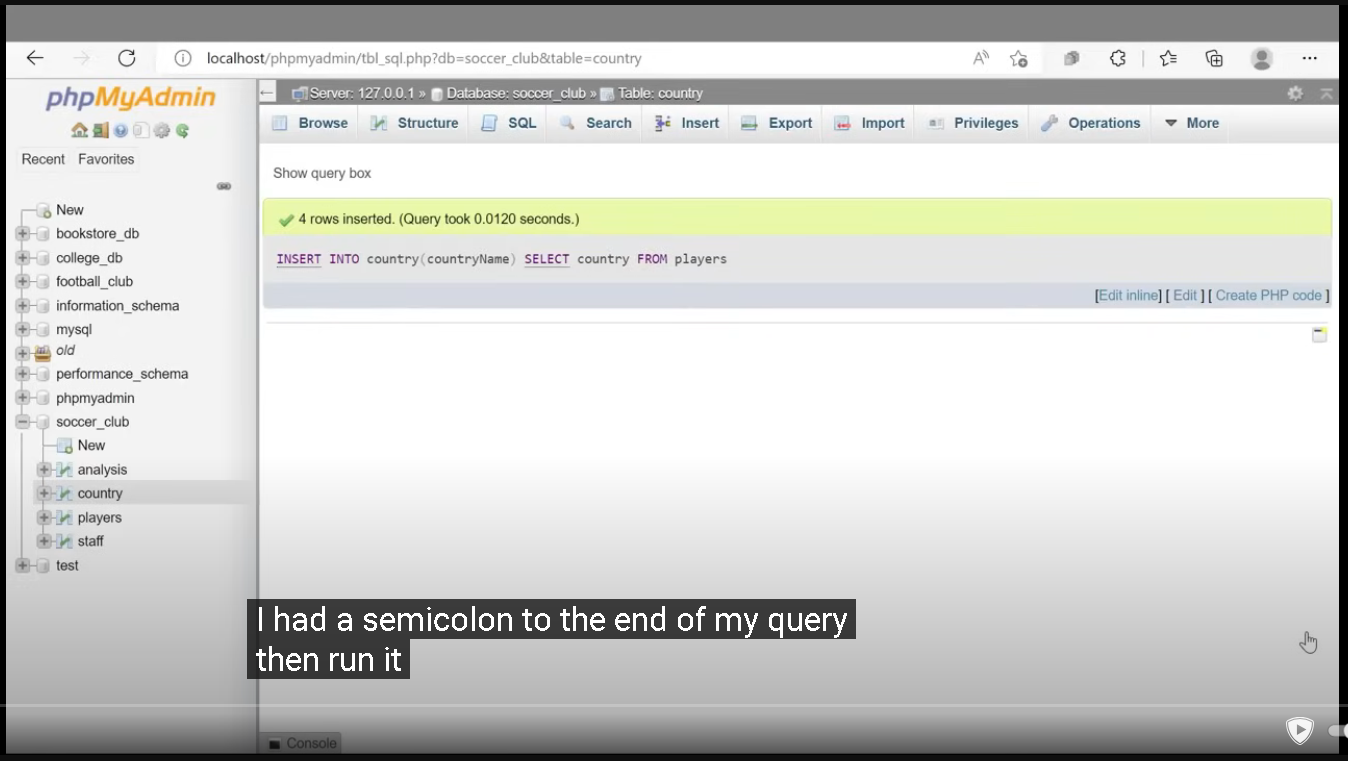 localhost/phpmyadmin/tbl_sql.php?db=soccer_club&table=country
phpMyAdmin
Recent Favorites
New
bookstore_db
college_db
football_club
information_schema
mysql
old
performance_schema
phpmyadmin
soccer_club
New
analysis
country
players
staff
test
Server: 127.0.0.1 » Database: soccer_club » Table: country
Browse Structure SQL Search Insert Export Import Privileges Operations More
Show query box
4 rows inserted. (Query took 0.0120 seconds.)
INSERT INTO country(countryName) SELECT country FROM players
[Edit inline] [ Edit ] [ Create PHP code ]
I had a semicolon to the end of my query
then run it
Console